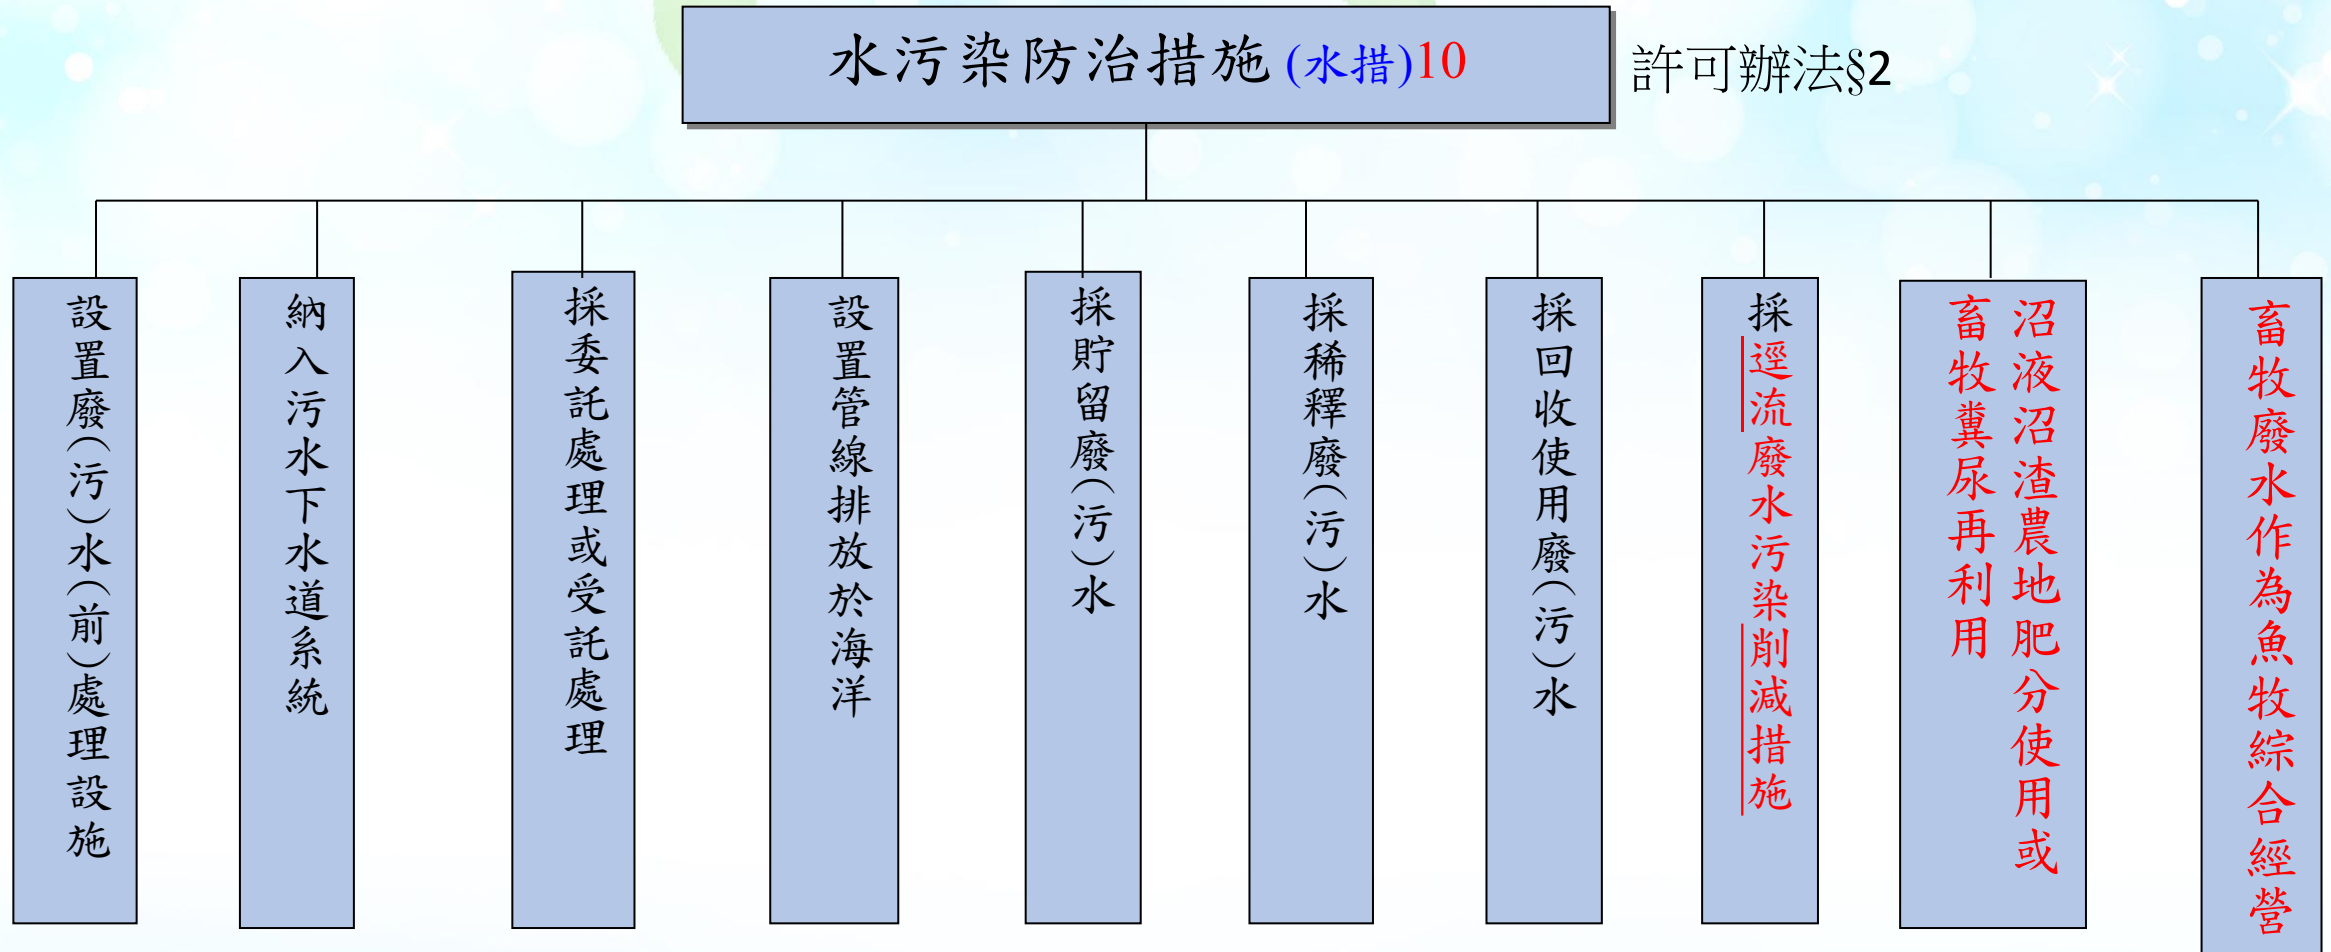 水污染防治措施(水措)10
許可辦法§2
設置廢(污)水(前)處理設施
納入污水下水道系統
採委託處理或受託處理
設置管線排放於海洋
採貯留廢(污)水
採稀釋廢(污)水
採回收使用廢(污)水
採逕流廢水污染削減措施
沼液沼渣農地肥分使用或
畜牧糞尿再利用
畜牧廢水作為魚牧綜合經營